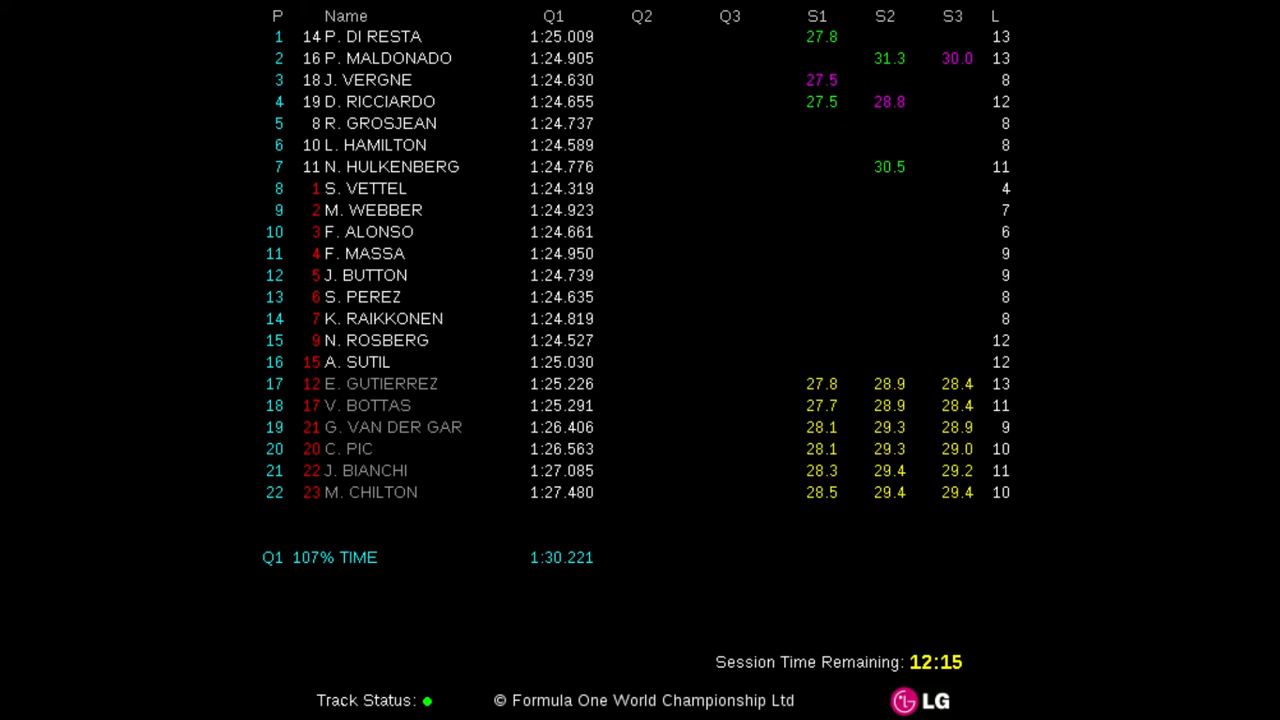 P Name Q1 Q2 Q3 S1 S2 S3 L
1 14 P. DI RESTA 1:25.009 27.8 13
2 16 P. MALDONADO 1:24.905 31.3 30.0 13
3 18 J. VERGNE 1:24.630 27.5 8
4 19 D. RICCIARDO 1:24.655 27.5 28.8 12
5 8 R. GROSJEAN 1:24.737 8
6 10 L. HAMILTON 1:24.589 8
7 11 N. HULKENBERG 1:24.776 30.5 11
8 1 S. VETTEL 1:24.319 4
9 2 M. WEBBER 1:24.923 7
10 3 F. ALONSO 1:24.661 6
11 4 F. MASSA 1:24.950 9
12 5 J. BUTTON 1:24.739 9
13 6 S. PEREZ 1:24.635 8
14 7 K. RAIKKONEN 1:24.819 8
15 9 N. ROSBERG 1:24.527 12
16 15 A. SUTIL 1:25.030 12
17 12 E. GUTIERREZ 1:25.226 27.8 28.9 28.4 13
18 17 V. BOTTAS 1:25.291 27.7 28.9 28.4 11
19 21 G. VAN DER GAR 1:26.406 28.1 29.3 28.9 9
20 20 C. PIC 1:26.563 28.1 29.3 29.0 10
21 22 J. BIANCHI 1:27.085 28.3 29.4 29.2 11
22 23 M. CHILTON 1:27.480 28.5 29.4 29.4 10
Q1 107% TIME 1:30.221
Session Time Remaining: 12:15
Track Status: © Formula One World Championship Ltd LG